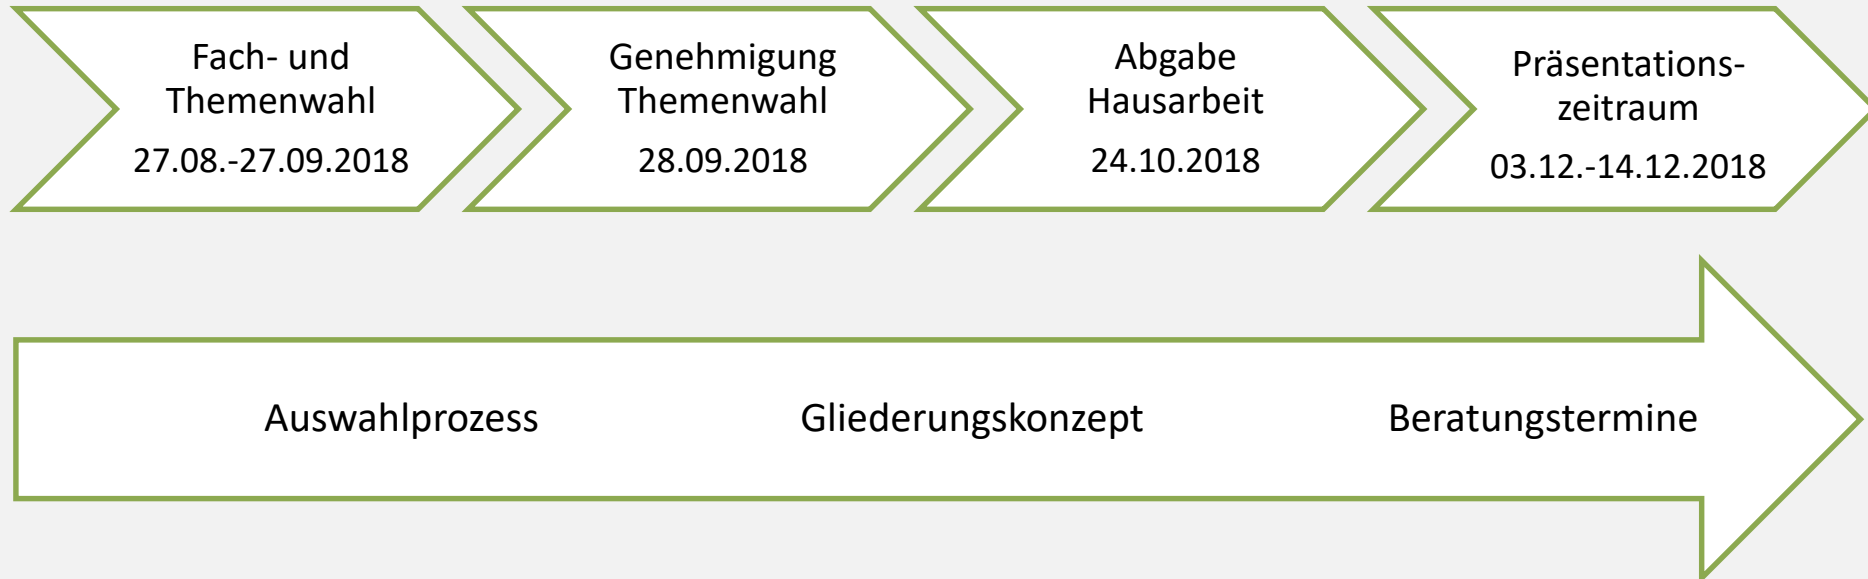 Fach- und
Themenwahl
27.08.-27.09.2018
Genehmigung
Themenwahl
28.09.2018
Abgabe
Hausarbeit
24.10.2018
Präsentations-
zeitraum
03.12.-14.12.2018
Auswahlprozess
Gliederungskonzept
Beratungstermine